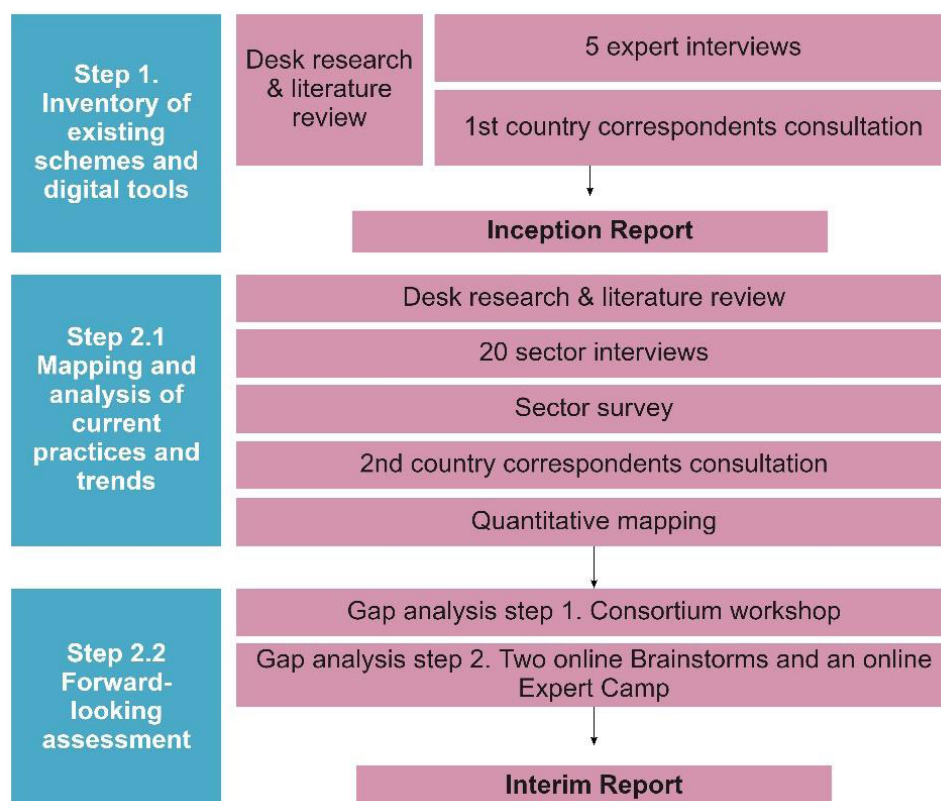 Step 1.
Inventory of
existing
schemes and
digital tools
Desk research
& literature
review
5 expert interviews
1st country correspondents consultation
Inception Report
Step 2.1
Mapping and
analysis of
current
practices and
trends
Desk research & literature review
20 sector interviews
Sector survey
2nd country correspondents consultation
Quantitative mapping
Step 2.2
Forward-
looking
assessment
Gap analysis step 1. Consortium workshop
Gap analysis step 2. Two online Brainstorms and an online
Expert Camp
Interim Report